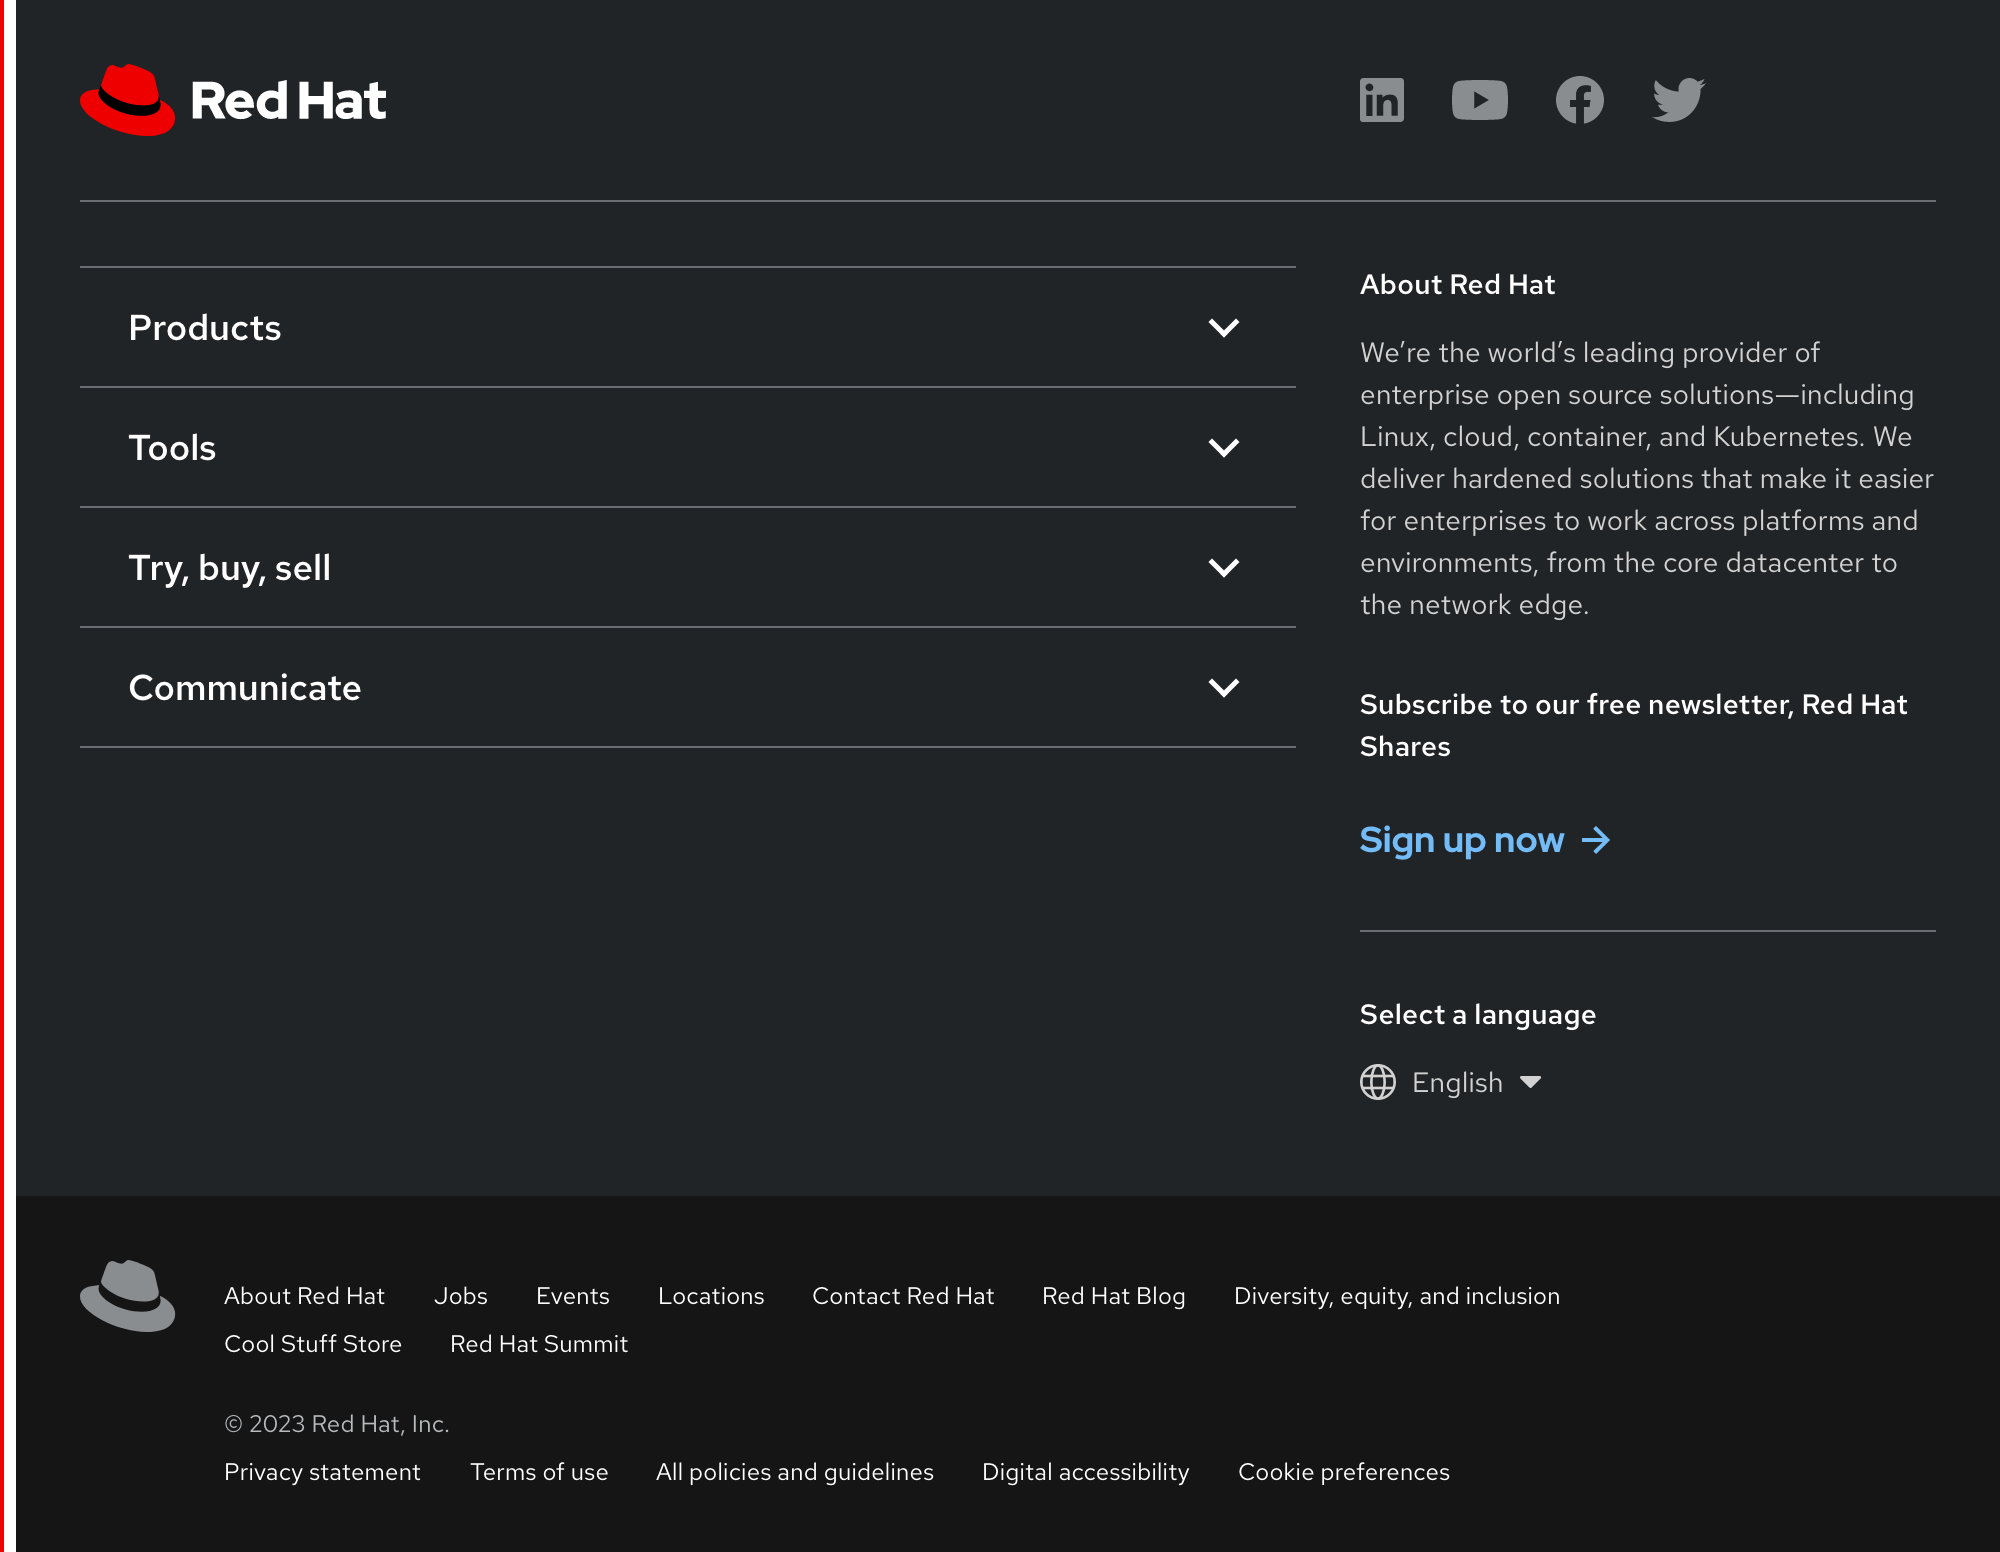 Red Hat
Products
Tools
Try, buy, sell
Communicate
About Red Hat
We’re the world’s leading provider of
enterprise open source solutions—including
Linux, cloud, container, and Kubernetes. We
deliver hardened solutions that make it easier
for enterprises to work across platforms and
environments, from the core datacenter to
the network edge.
Subscribe to our free newsletter, Red Hat
Shares
Sign up now
Select a language
English
About Red Hat Jobs Events Locations Contact Red Hat Red Hat Blog Diversity, equity, and inclusion
Cool Stuff Store Red Hat Summit
© 2023 Red Hat, Inc.
Privacy statement Terms of use All policies and guidelines Digital accessibility Cookie preferences